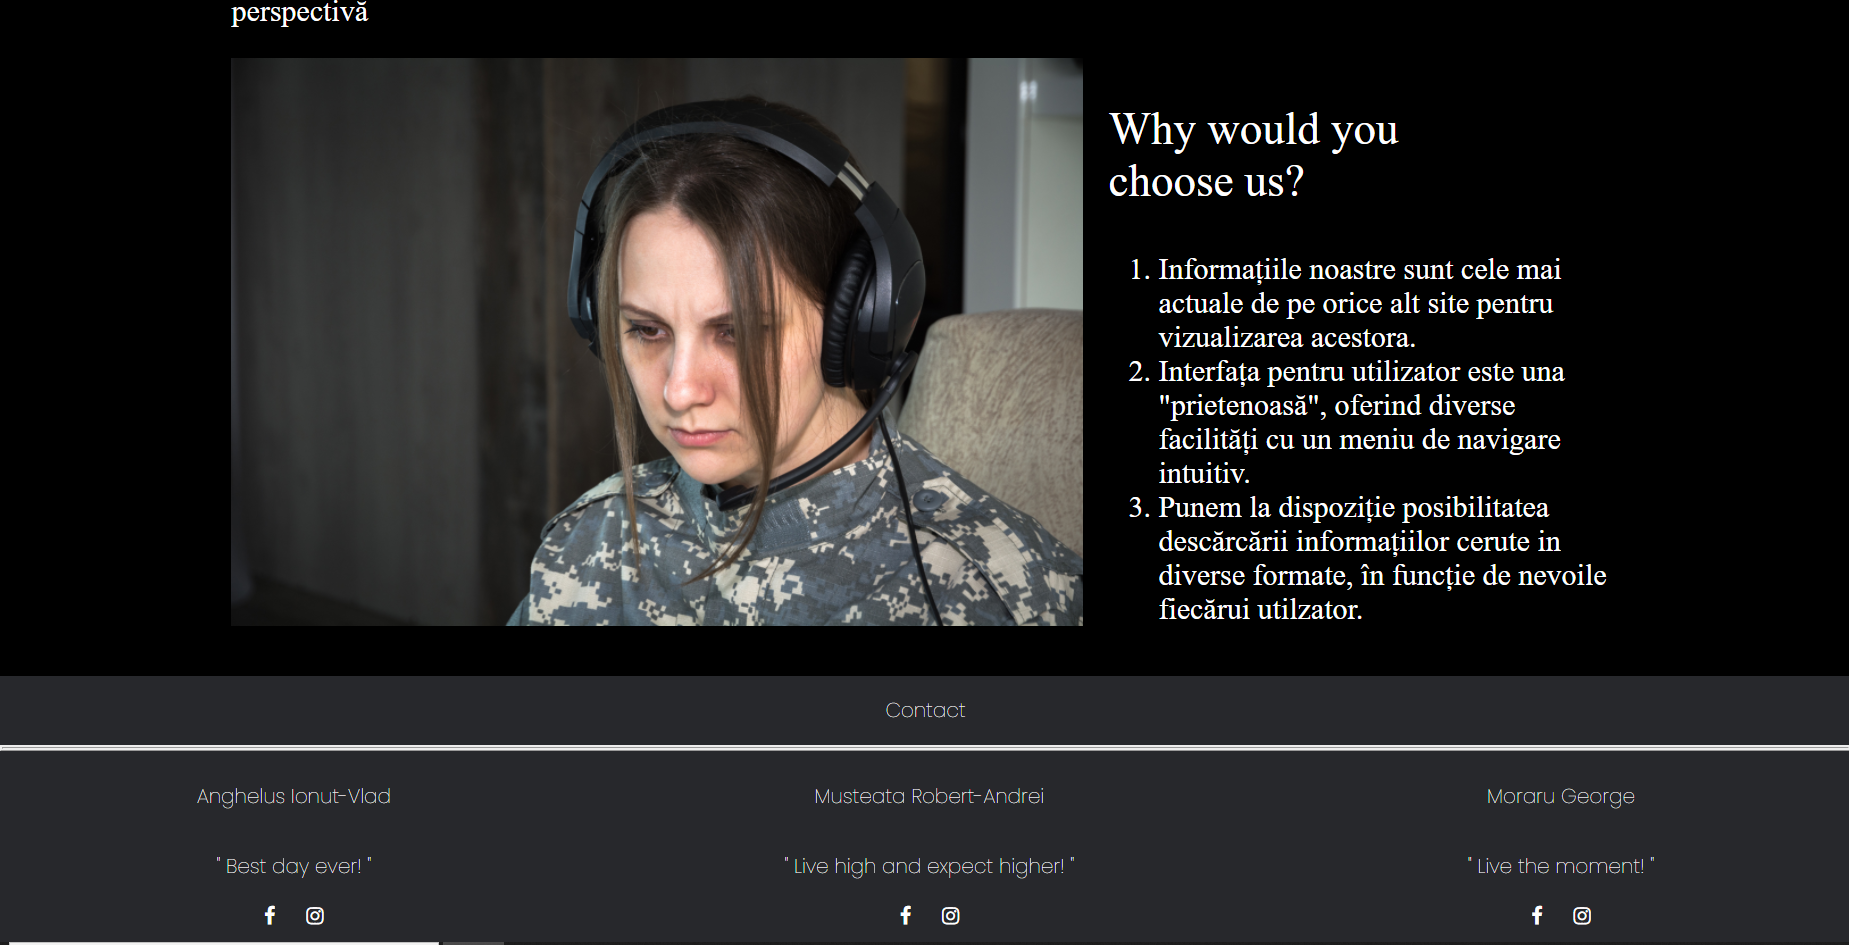 perspectivă
Why would you
choose us?
1. Informațiile noastre sunt cele mai
actuale de pe orice alt site pentru
vizualizarea acestora.
2. Interfața pentru utilizator este una
"prietenoasă", oferind diverse
facilități cu un meniu de navigare
intuitiv.
3. Punem la dispoziție posibilitatea
descărcării informațiilor cerute in
diverse formate, în funcție de nevoile
fiecărui utilzator.
Contact
Anghelus Ionut-Vlad
Musteata Robert-Andrei
Moraru George
" Best day ever! "
" Live high and expect higher! "
" Live the moment! "